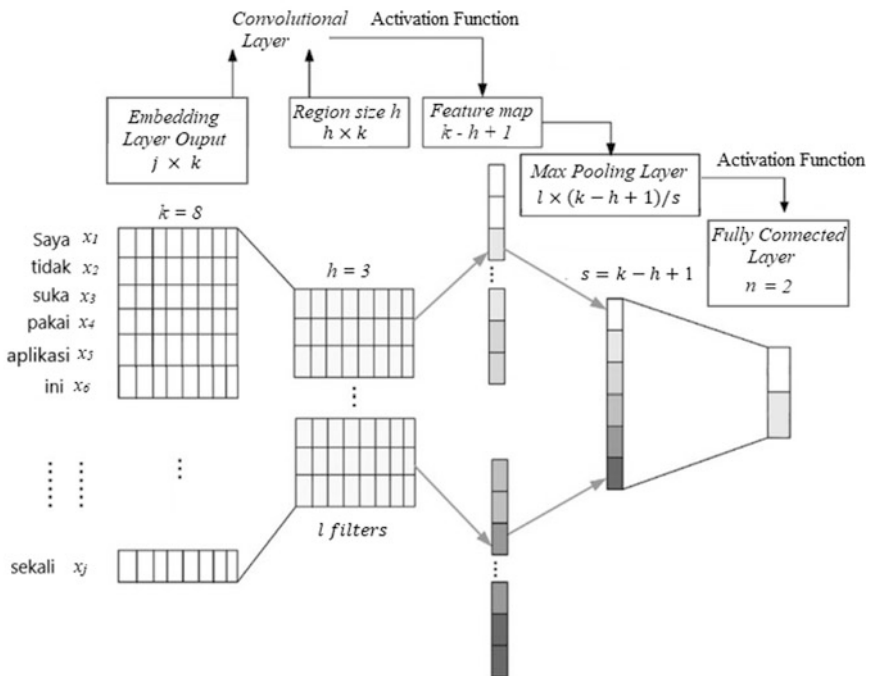 Convolutional
Layer
Activation Function
Embedding
Layer Ouput
j × k
Region size h
h × k
Feature map
k - h + 1
Max Pooling Layer
l × (k − h + 1)/s
Activation Function
Fully Connected
Layer
n = 2
k = 8
h = 3
s = k − h + 1
Saya x₁
tidak x₂
suka x₃
pakai x₄
aplikasi x₅
ini x₆
sekali xⱼ
l filters